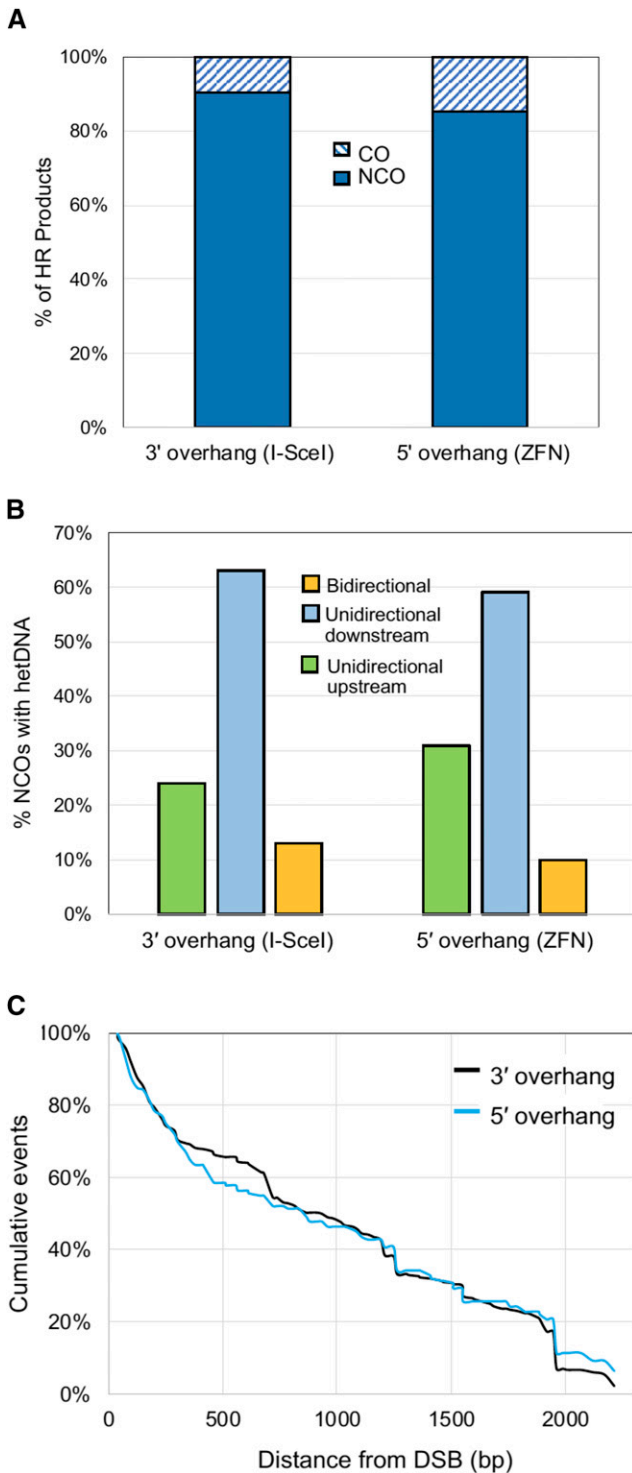 A
100%
80%
60%
40%
20%
0%
% of HR Products
CO
NCO
3′ overhang (I-SceI)
5′ overhang (ZFN)
B
70%
60%
50%
40%
30%
20%
10%
0%
% NCOs with hetDNA
Bidirectional
Unidirectional
downstream
Unidirectional
upstream
3′ overhang (I-SceI)
5′ overhang (ZFN)
C
100%
80%
60%
40%
20%
0%
Cumulative events
3′ overhang
5′ overhang
0
500
1000
1500
2000
Distance from DSB (bp)